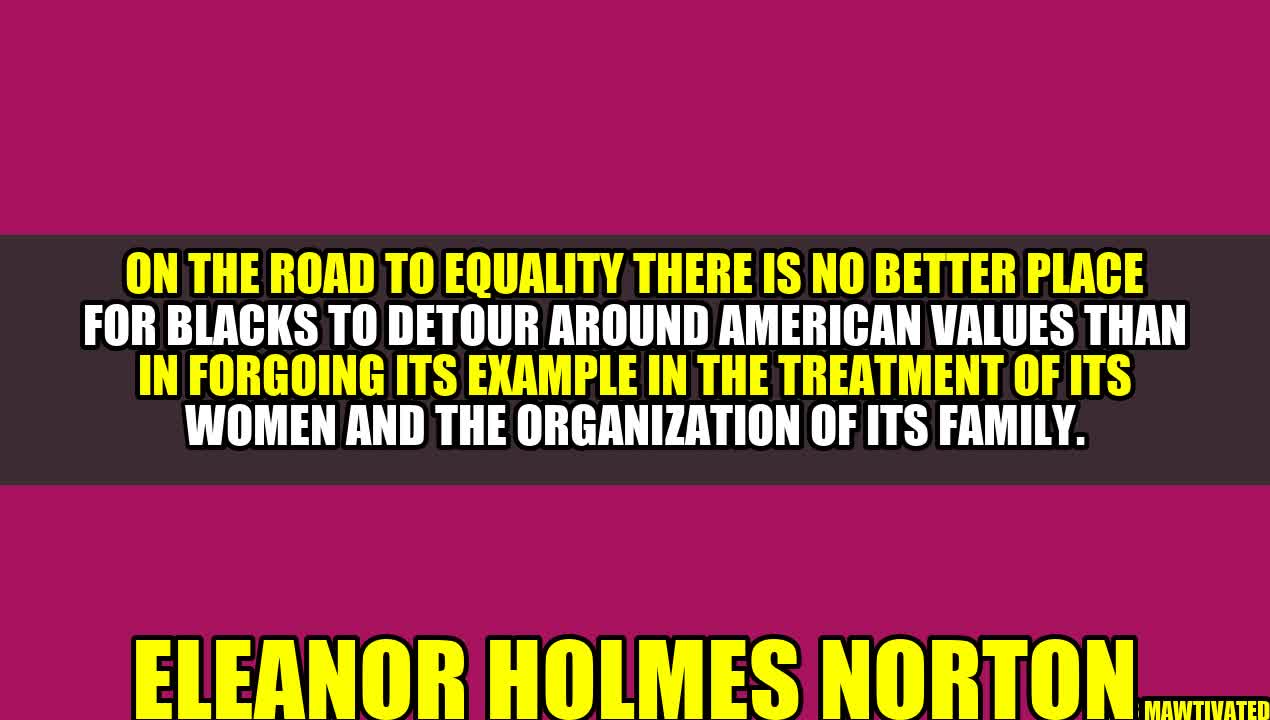 ON THE ROAD TO EQUALITY THERE IS NO BETTER PLACE
FOR BLACKS TO DETOUR AROUND AMERICAN VALUES THAN
IN FORGOING ITS EXAMPLE IN THE TREATMENT OF ITS
WOMEN AND THE ORGANIZATION OF ITS FAMILY.
ELEANOR HOLMES NORTON
MAWTIVATED